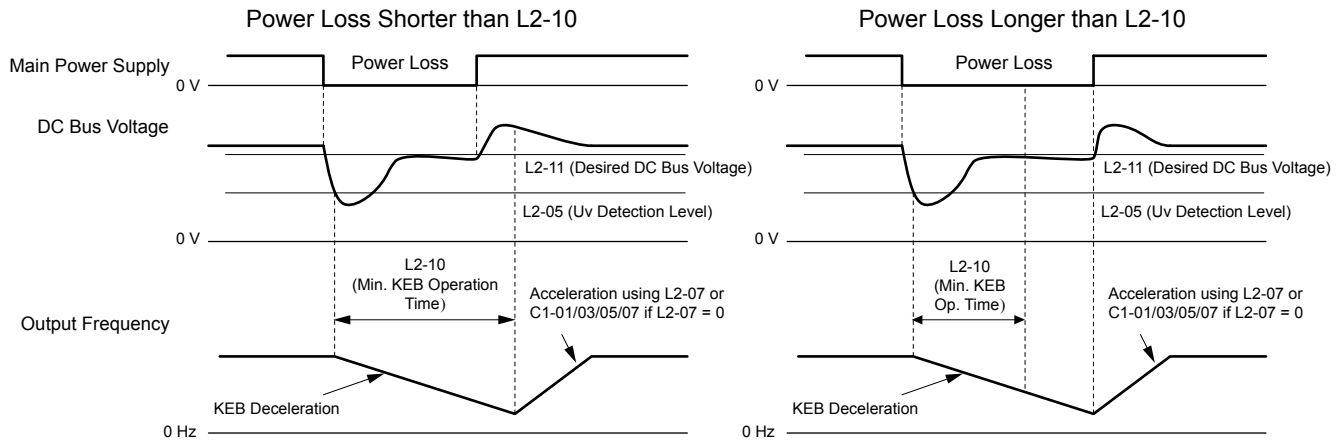 Power Loss Shorter than L2-10
Main Power Supply
Power Loss
0 V
DC Bus Voltage
L2-11 (Desired DC Bus Voltage)
L2-05 (Uv Detection Level)
0 V
L2-10
(Min. KEB Operation
Time)
Acceleration using L2-07 or
C1-01/03/05/07 if L2-07 = 0
Output Frequency
KEB Deceleration
0 Hz
Power Loss Longer than L2-10
Power Loss
0 V
L2-11 (Desired DC Bus Voltage)
L2-05 (Uv Detection Level)
0 V
L2-10
(Min. KEB
Op. Time)
Acceleration using L2-07 or
C1-01/03/05/07 if L2-07 = 0
KEB Deceleration
0 Hz